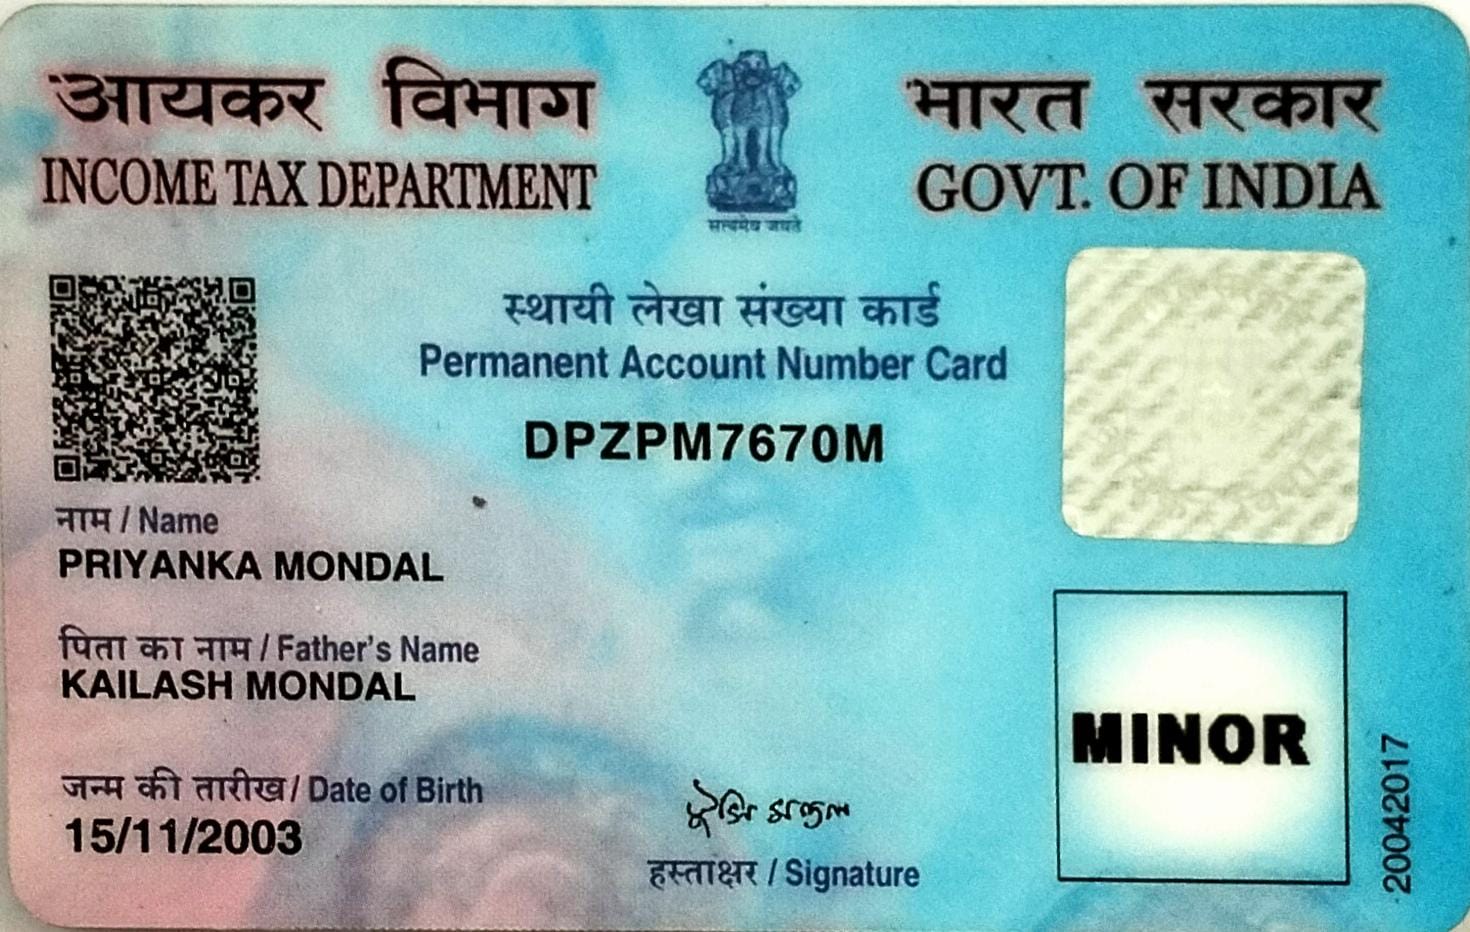 आयकर विभाग
INCOME TAX DEPARTMENT
सत्यमेव जयते
भारत सरकार
GOVT. OF INDIA
स्थायी लेखा संख्या कार्ड
Permanent Account Number Card
DPZPM7670M
नाम / Name
PRIYANKA MONDAL
पिता का नाम / Father's Name
KAILASH MONDAL
जन्म की तारीख / Date of Birth
15/11/2003
हस्ताक्षर / Signature
MINOR
20042017